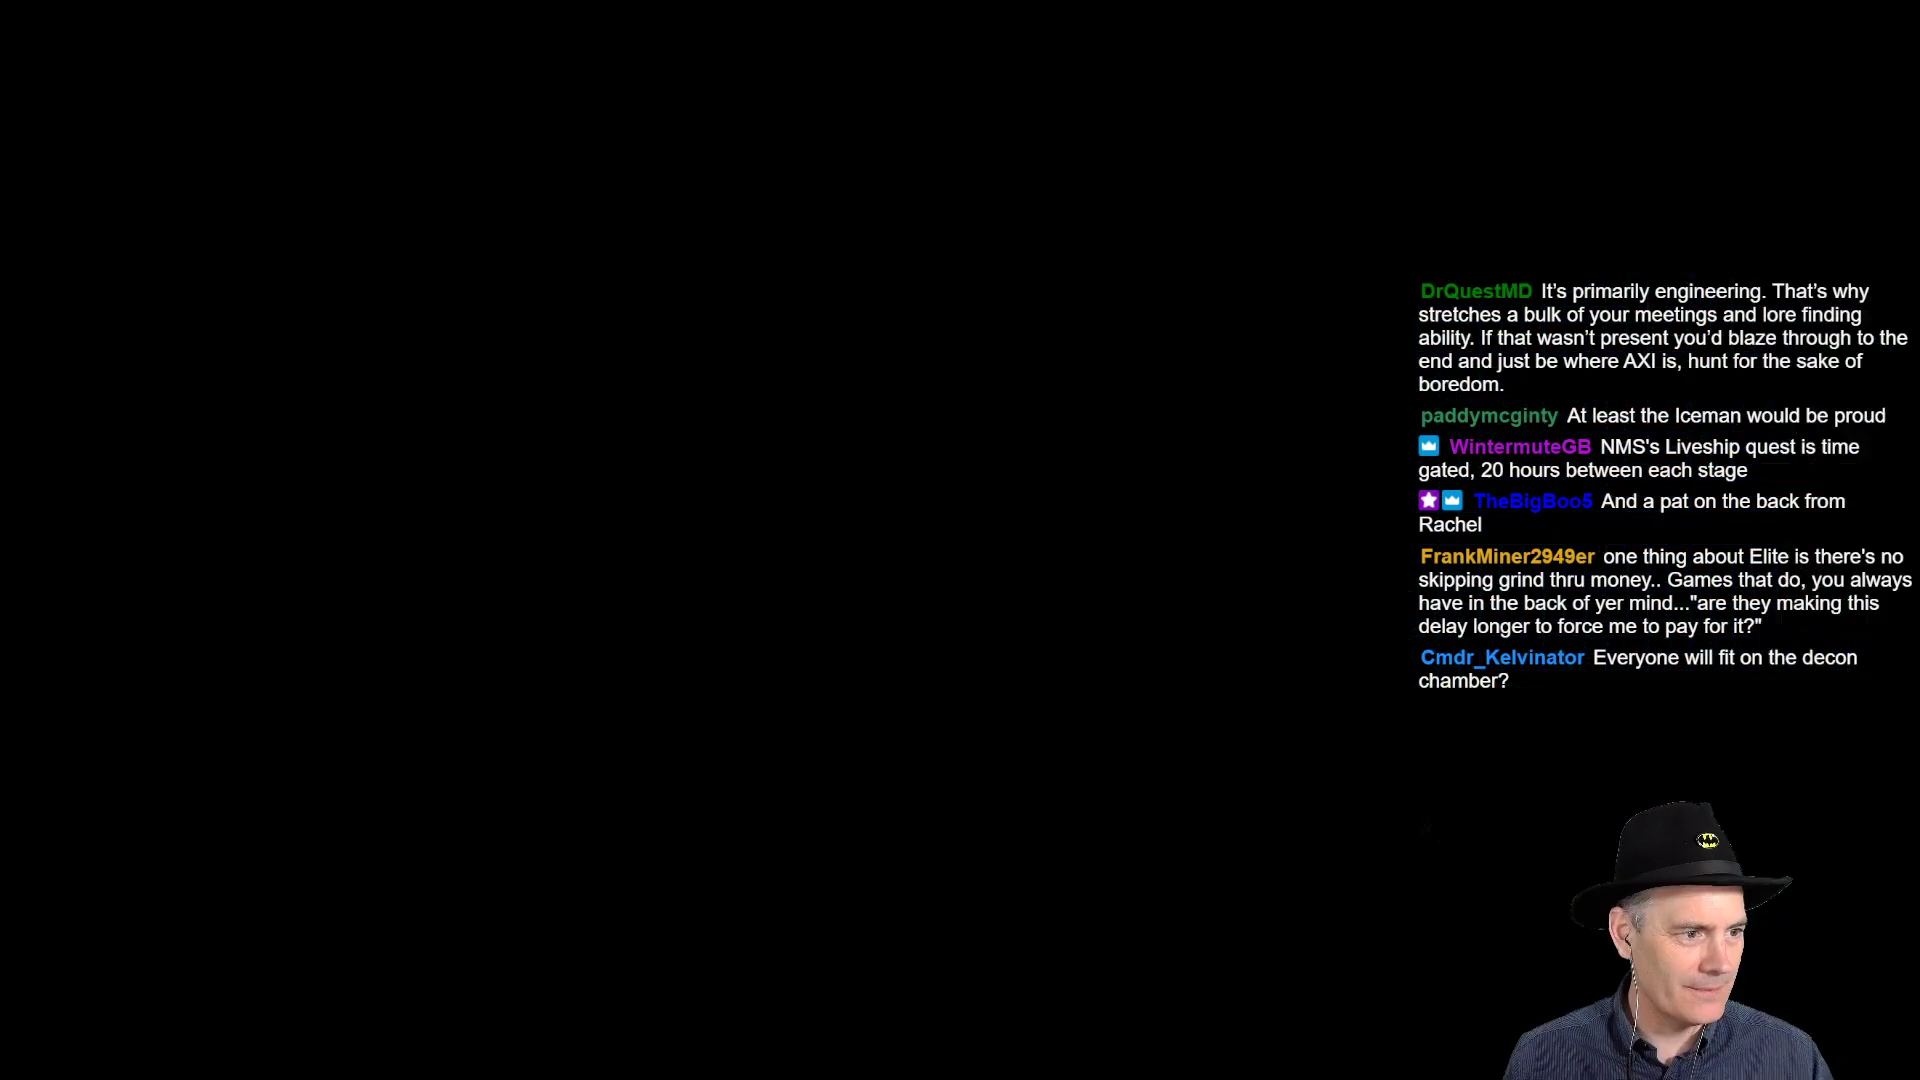 DrQuestMD It’s primarily engineering. That’s why
stretches a bulk of your meetings and lore finding
ability. If that wasn’t present you’d blaze through to the
end and just be where AXI is, hunt for the sake of
boredom.
paddymcginty At least the Iceman would be proud
WintermuteGB NMS's Liveship quest is time
gated, 20 hours between each stage
TheBigBoo5 And a pat on the back from
Rachel
FrankMiner2949er one thing about Elite is there's no
skipping grind thru money.. Games that do, you always
have in the back of yer mind..."are they making this
delay longer to force me to pay for it?"
Cmdr_Kelvinator Everyone will fit on the decon
chamber?